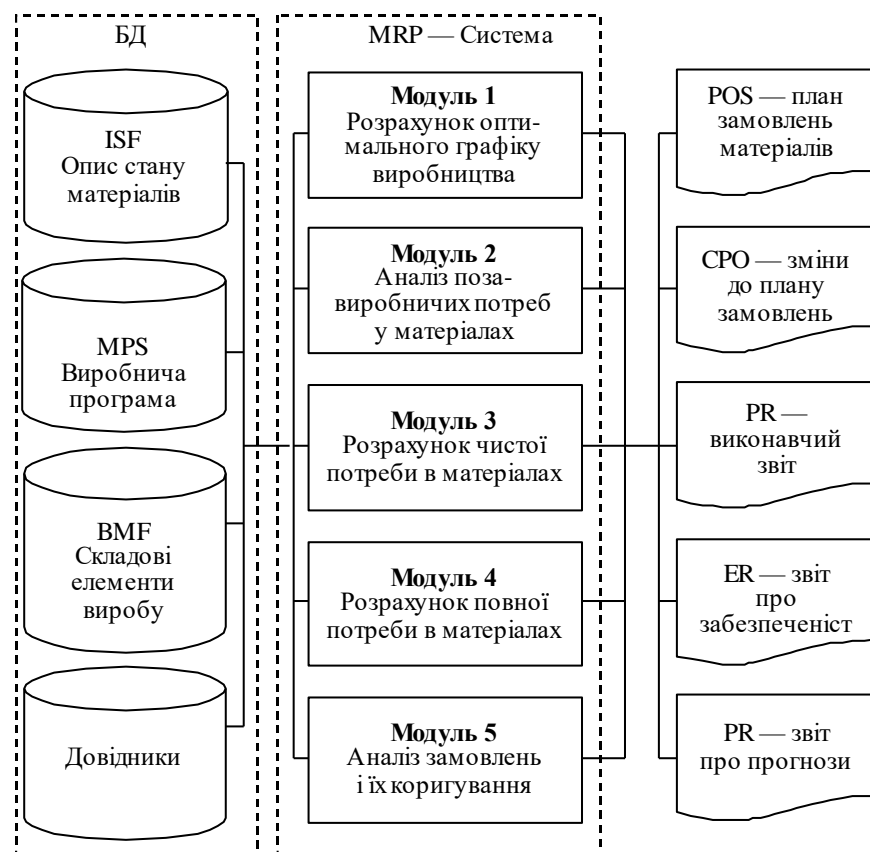 БД
ISF
Опис стану
матеріалів
MPS
Виробнича
програма
BMF
Складові
елементи
виробу
Довідники
MRP — Система
Модуль 1
Розрахунок опти-
мального графіку
виробництва
Модуль 2
Аналіз поза-
виробничих потреб
у матеріалах
Модуль 3
Розрахунок чистої
потреби в матеріалах
Модуль 4
Розрахунок повної
потреби в матеріалах
Модуль 5
Аналіз замовлень
і їх коригування
POS — план
замовлень
матеріалів
CPO — зміни
до плану
замовлень
PR —
виконавчий
звіт
ER — звіт
про
забезпеченіст
PR — звіт
про прогнози